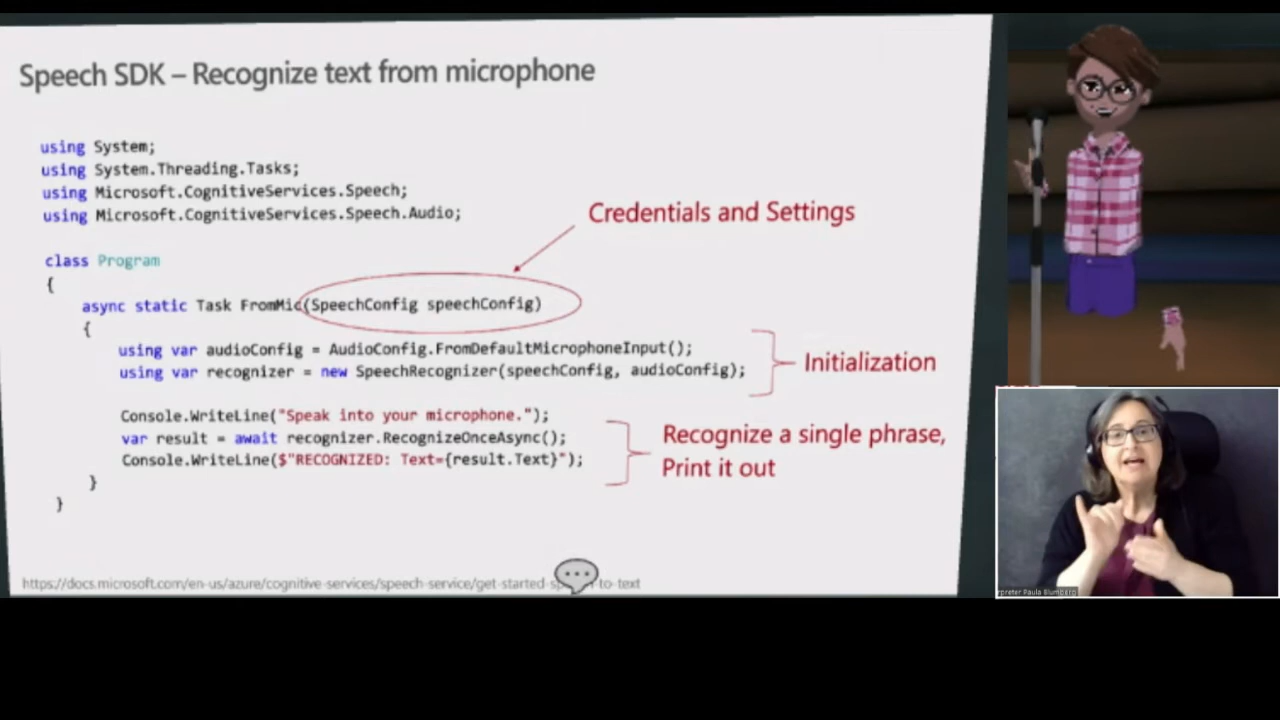 Speech SDK – Recognize text from microphone
using System;
using System.Threading.Tasks;
using Microsoft.CognitiveServices.Speech;
using Microsoft.CognitiveServices.Speech.Audio;
Credentials and Settings
class Program
{
async static Task FromMic(SpeechConfig speechConfig)
{
using var audioConfig = AudioConfig.FromDefaultMicrophoneInput();
using var recognizer = new SpeechRecognizer(speechConfig, audioConfig);
Initialization
Console.WriteLine("Speak into your microphone.");
var result = await recognizer.RecognizeOnceAsync();
Console.WriteLine($"RECOGNIZED: Text={result.Text}");
Recognize a single phrase,
Print it out
}
}
https://docs.microsoft.com/en-us/azure/cognitive-services/speech-service/get-started-sp to-text
rpreter Paula Blumberg